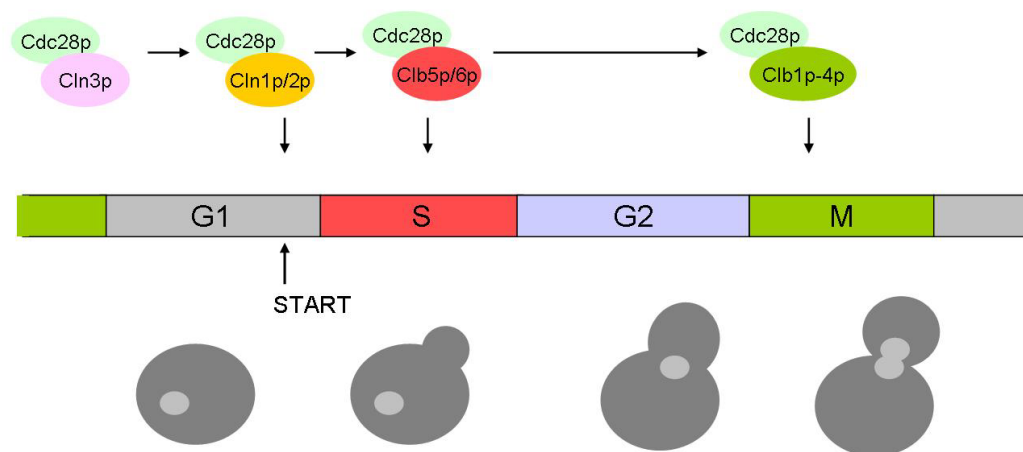 Cdc28p
Cln3p
Cdc28p
Cln1p/2p
Cdc28p
Clb5p/6p
Cdc28p
Clb1p-4p
G1
S
G2
M
START